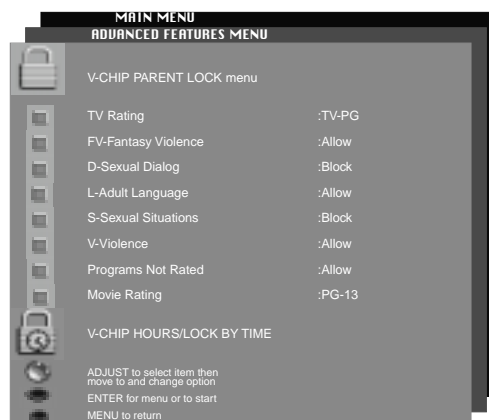 MAIN MENU
ADVANCED FEATURES MENU
V-CHIP PARENT LOCK menu
TV Rating :TV-PG
FV-Fantasy Violence :Allow
D-Sexual Dialog :Block
L-Adult Language :Allow
S-Sexual Situations :Block
V-Violence :Allow
Programs Not Rated :Allow
Movie Rating :PG-13
V-CHIP HOURS/LOCK BY TIME
ADJUST to select item then
move to and change option
ENTER for menu or to start
MENU to return